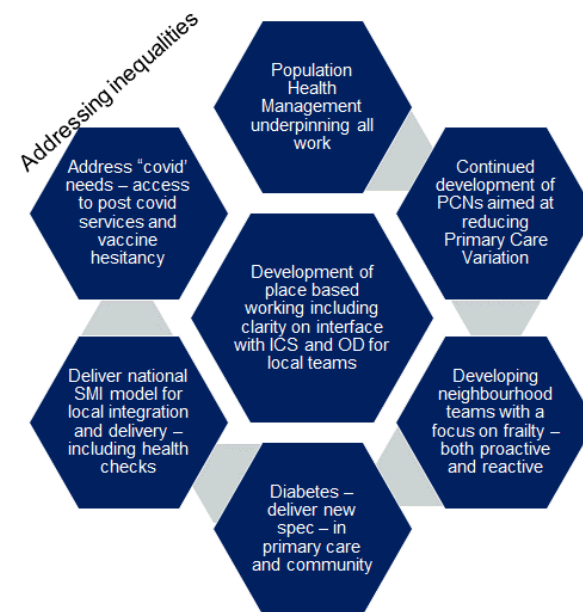 Addressing inequalities
Population
Health
Management
underpinning all
work
Address “covid’
needs – access
to post covid
services and
vaccine
hesitancy
Continued
development of
PCNs aimed at
reducing
Primary Care
Variation
Development of
place based
working including
clarity on interface
with ICS and OD for
local teams
Deliver national
SMI model for
local integration
and delivery –
including health
checks
Developing
neighbourhood
teams with a
focus on frailty –
both proactive
and reactive
Diabetes –
deliver new
spec – in
primary care
and community